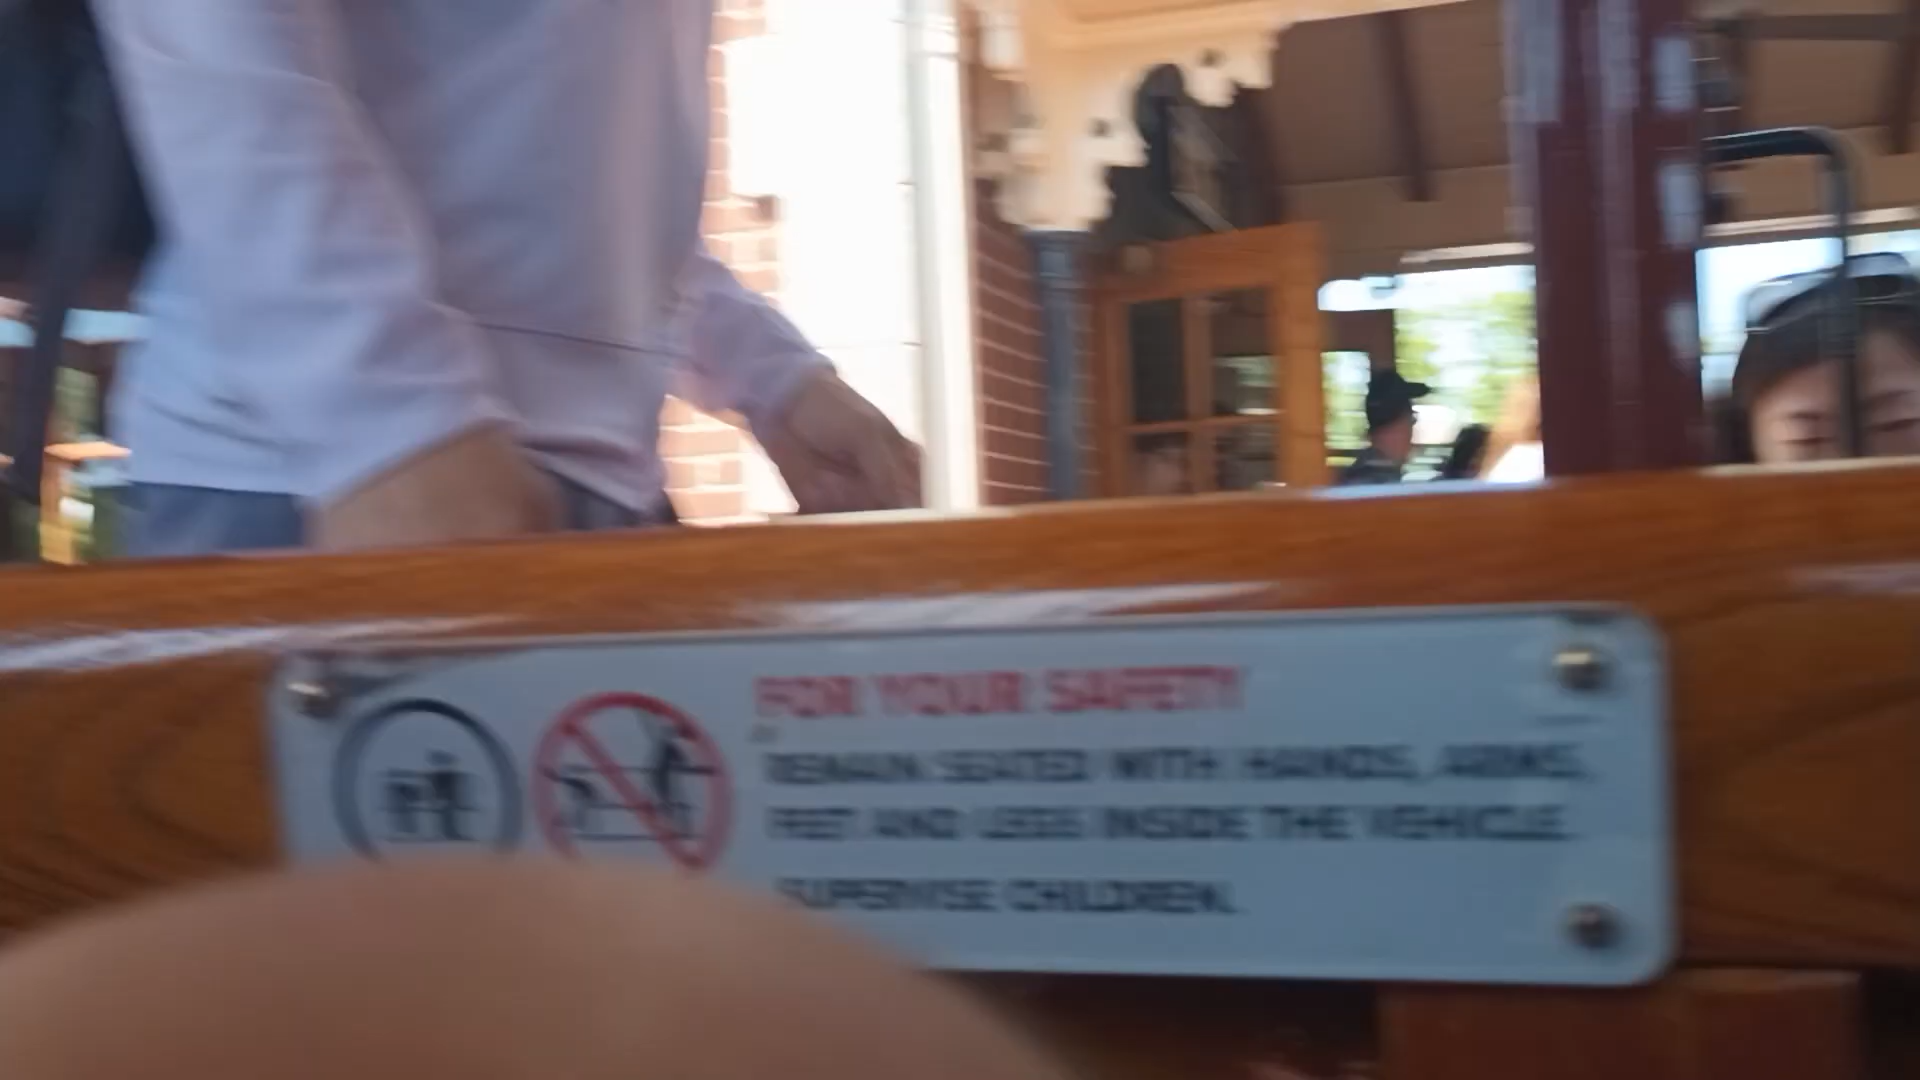 FOR YOUR SAFETY
REMAIN SEATED WITH HANDS, ARMS,
FEET AND LEGS INSIDE THE VEHICLE.
SUPERVISE CHILDREN.